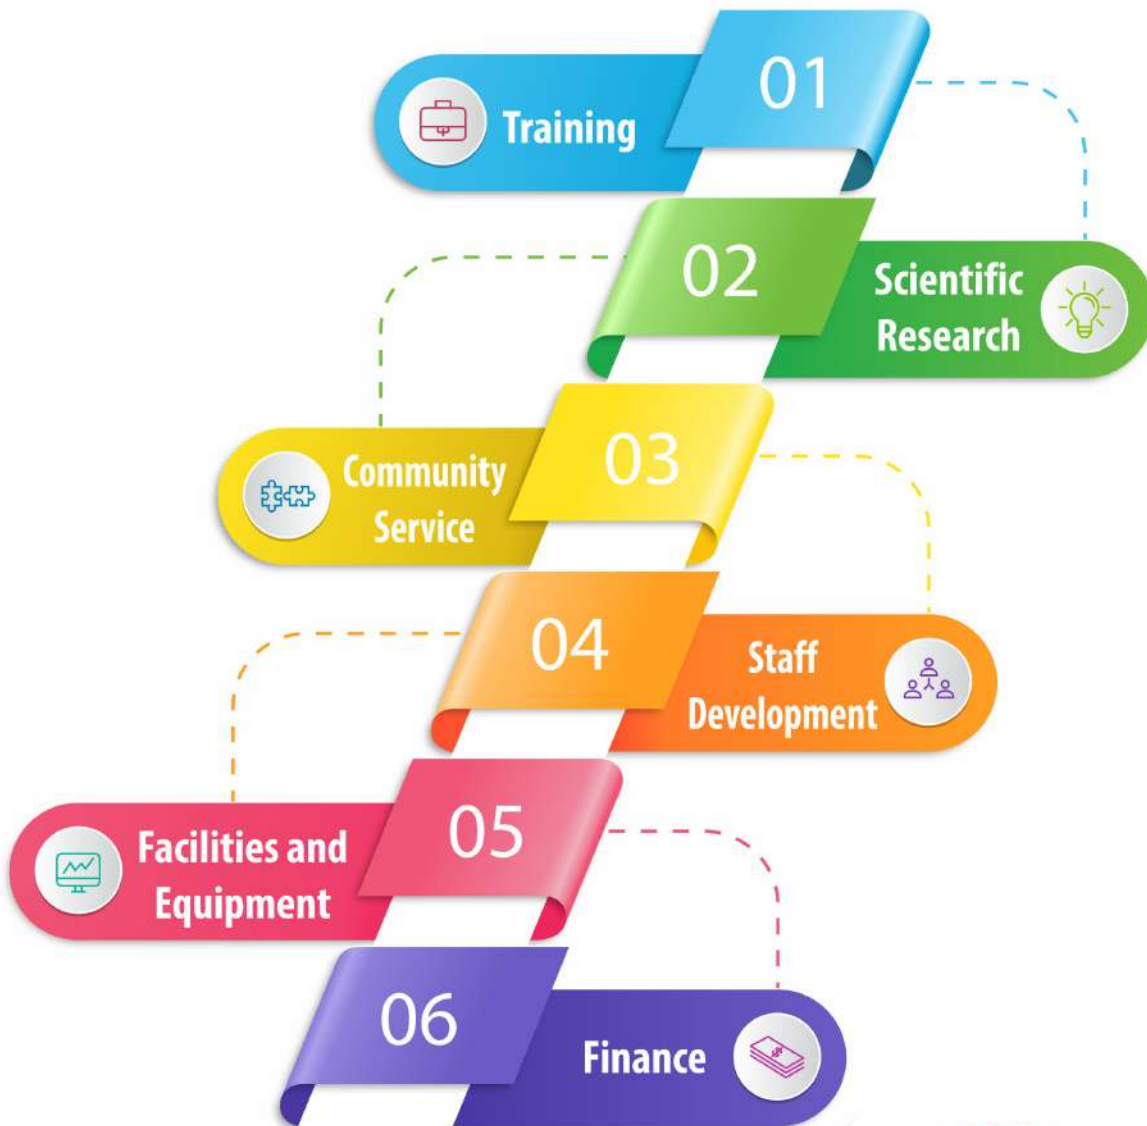 01
Training
02
Scientific
Research
03
Community
Service
04
Staff
Development
05
Facilities and
Equipment
06
Finance